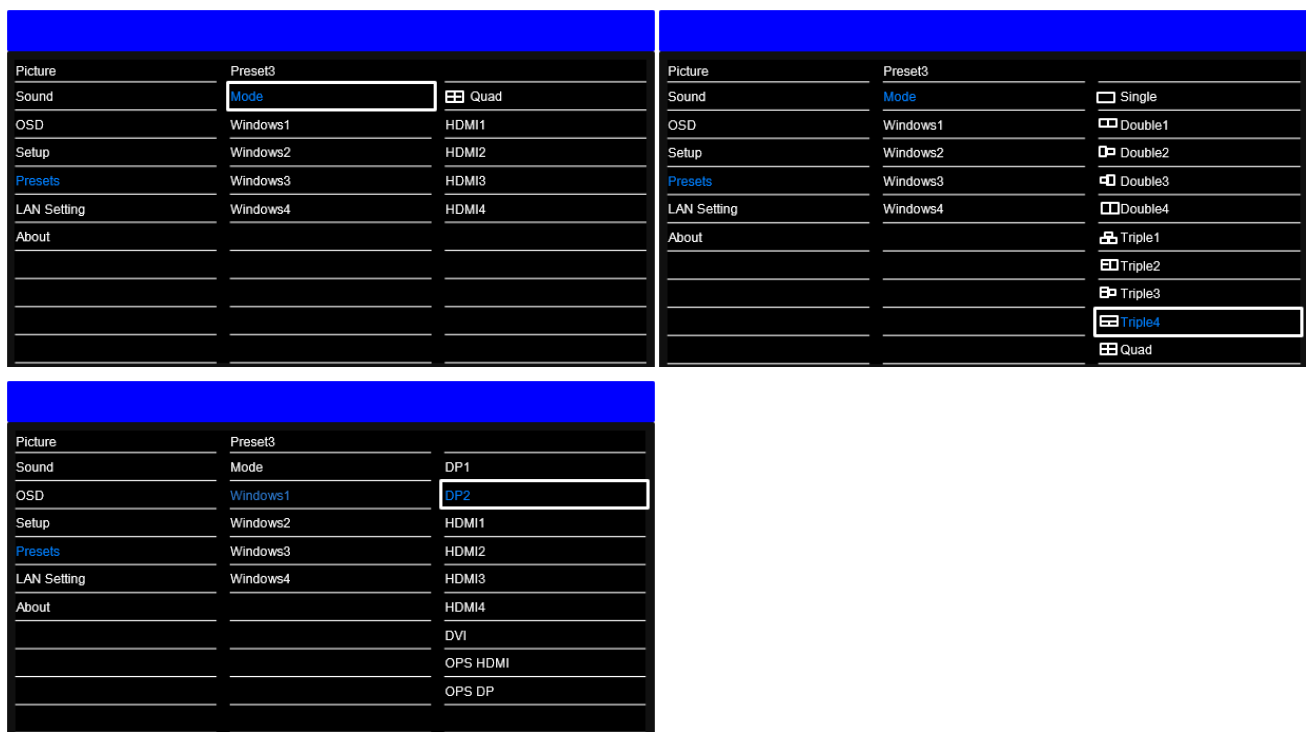 Picture Preset3
Sound Mode Quad
OSD Windows1 HDMI1
Setup Windows2 HDMI2
Presets Windows3 HDMI3
LAN Setting Windows4 HDMI4
About
Picture Preset3
Sound Mode Single
OSD Windows1 Double1
Setup Windows2 Double2
Presets Windows3 Double3
LAN Setting Windows4 Double4
About Triple1
Triple2
Triple3
Triple4
Quad
Picture Preset3
Sound Mode DP1
OSD Windows1 DP2
Setup Windows2 HDMI1
Presets Windows3 HDMI2
LAN Setting Windows4 HDMI3
About HDMI4
DVI
OPS HDMI
OPS DP